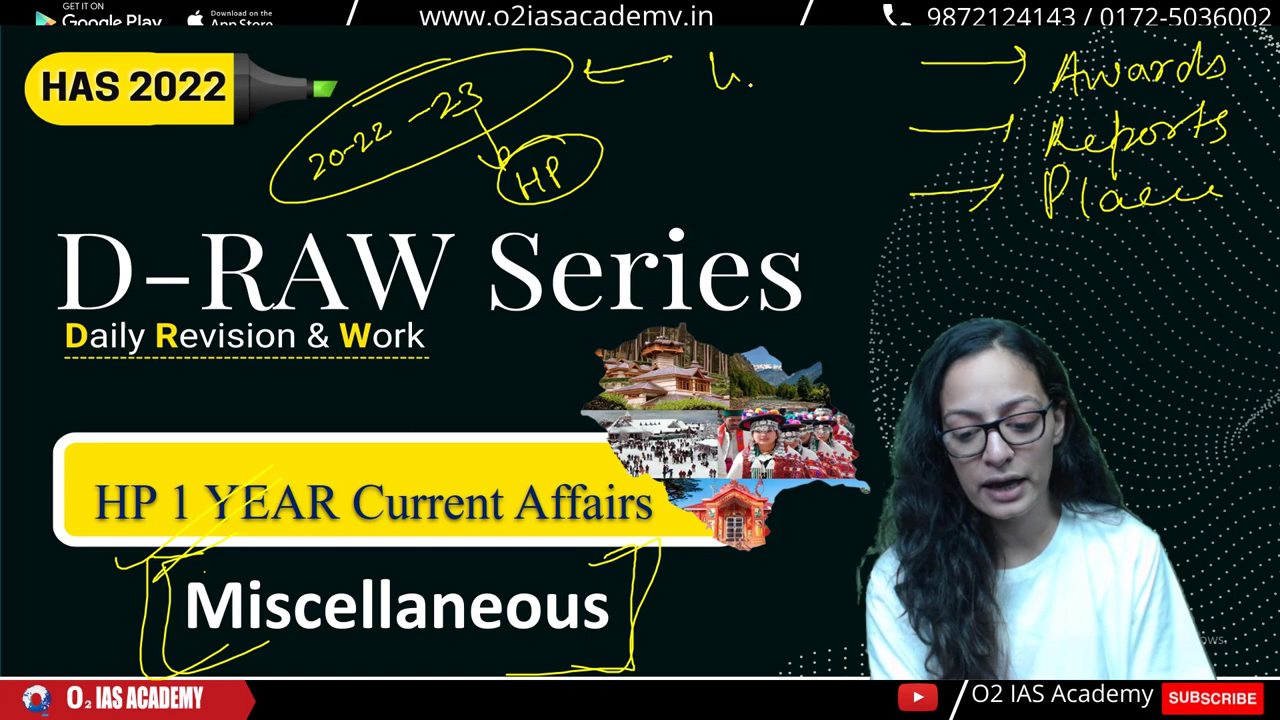 GET IT ON
Google Play
Download on the
App Store
www.o2iasacademy.in
9872124143 / 0172-5036002
HAS 2022
20-22 -23
HP
Awards
Reports
D-RAW Series
Daily Revision & Work
HP 1 YEAR Current Affairs
Miscellaneous
O2 IAS ACADEMY
O2 IAS Academy
SUBSCRIBE